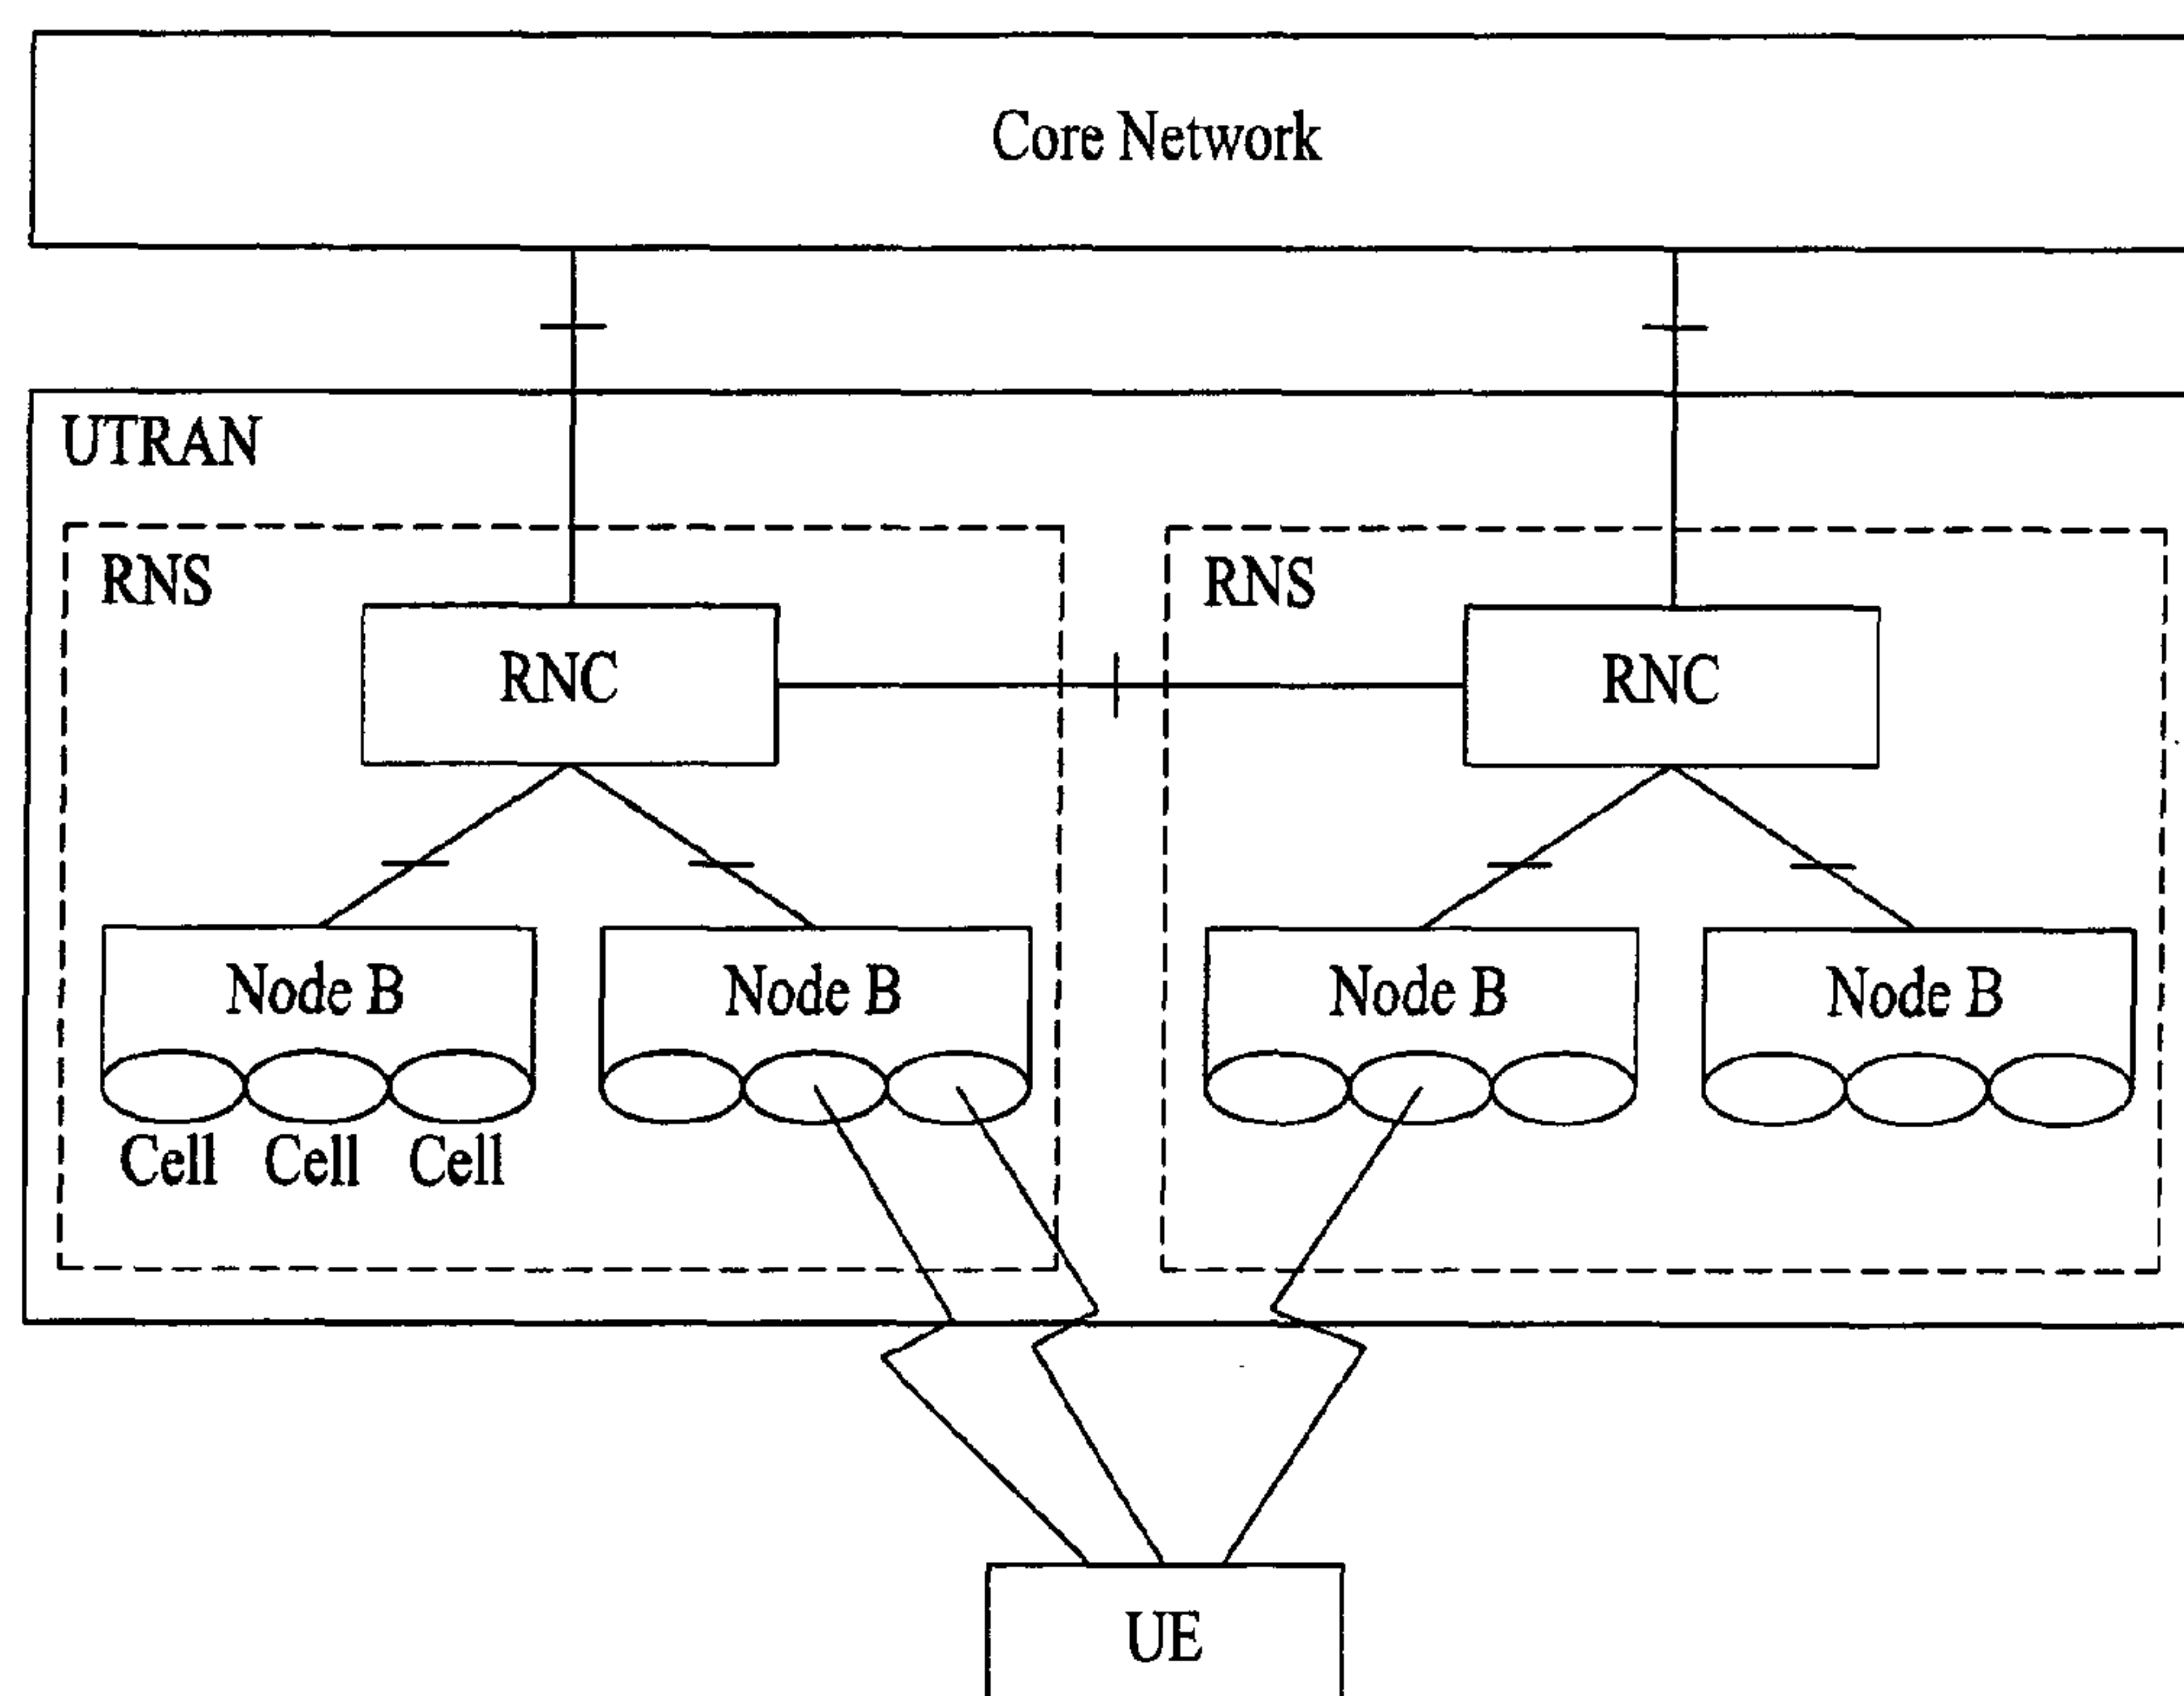 Core Network
UTRAN
RNS
RNS
RNC
RNC
Node B
Node B
Node B
Node B
Cell
Cell
Cell
UE